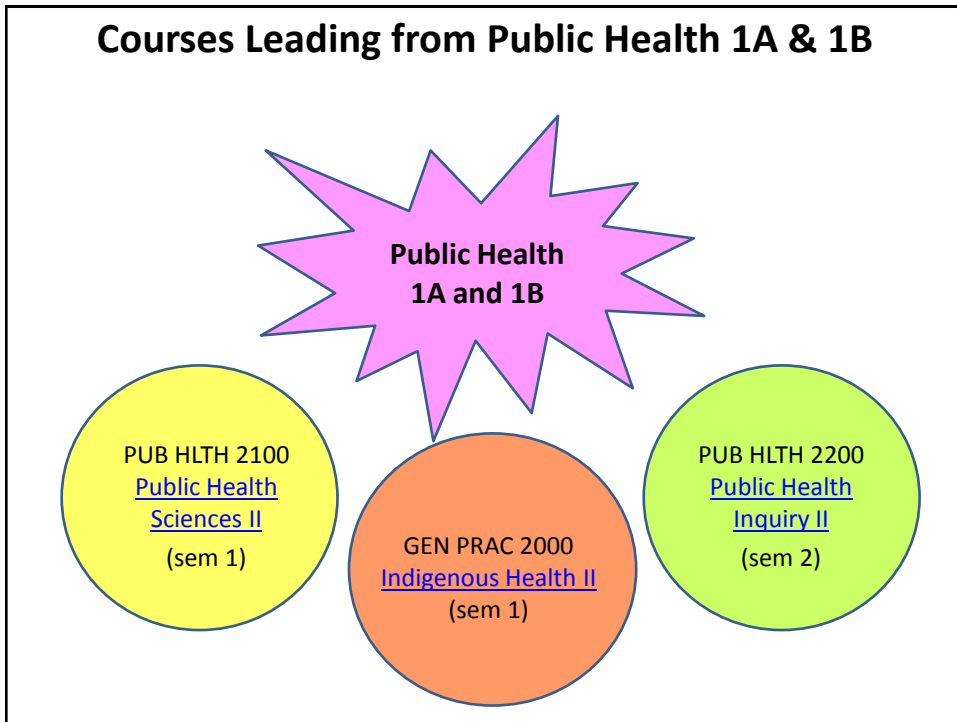 Courses Leading from Public Health 1A & 1B
Public Health
1A and 1B
PUB HLTH 2100
Public Health
Sciences II
(sem 1)
GEN PRAC 2000
Indigenous Health II
(sem 1)
PUB HLTH 2200
Public Health
Inquiry II
(sem 2)